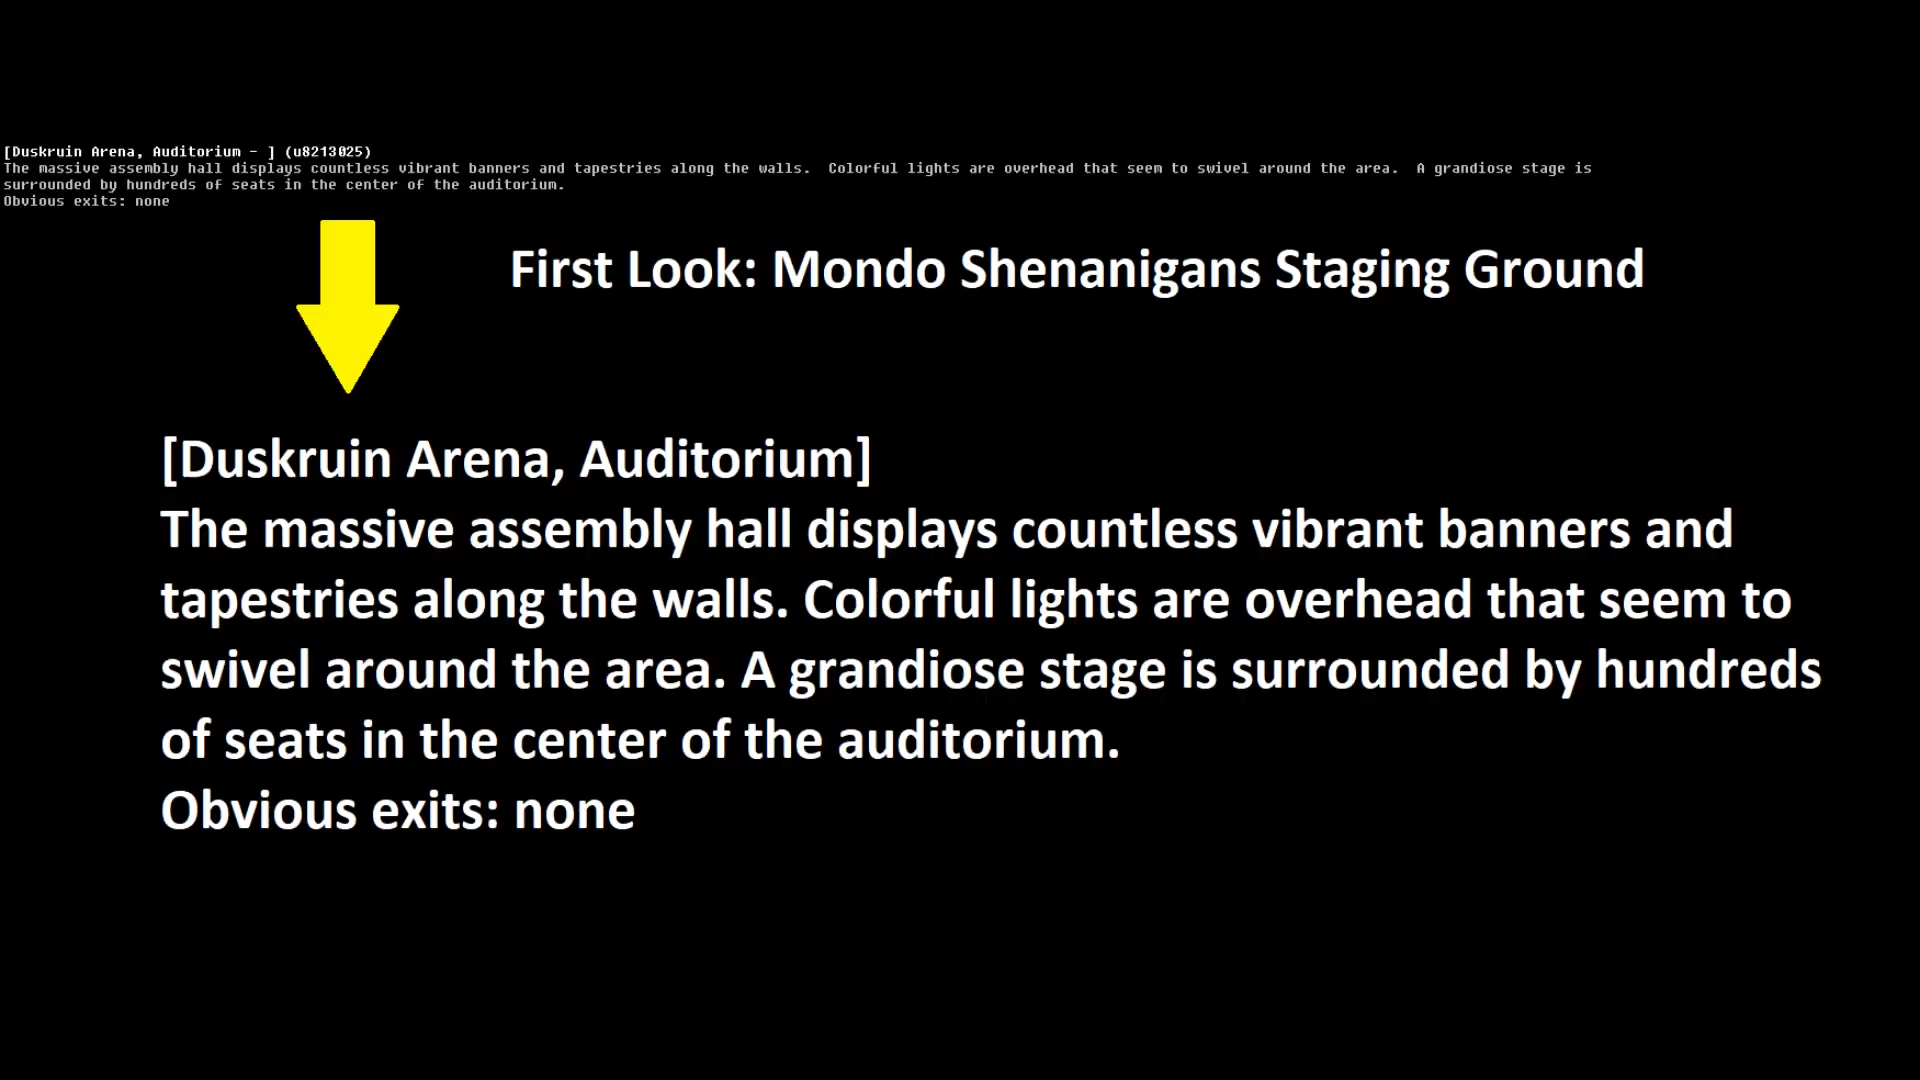 [Duskruin Arena, Auditorium - ] (u8213025)
The massive assembly hall displays countless vibrant banners and tapestries along the walls.  Colorful lights are overhead that seem to swivel around the area.  A grandiose stage is
surrounded by hundreds of seats in the center of the auditorium.
Obvious exits: none
First Look: Mondo Shenanigans Staging Ground
[Duskruin Arena, Auditorium]
The massive assembly hall displays countless vibrant banners and
tapestries along the walls. Colorful lights are overhead that seem to
swivel around the area. A grandiose stage is surrounded by hundreds
of seats in the center of the auditorium.
Obvious exits: none